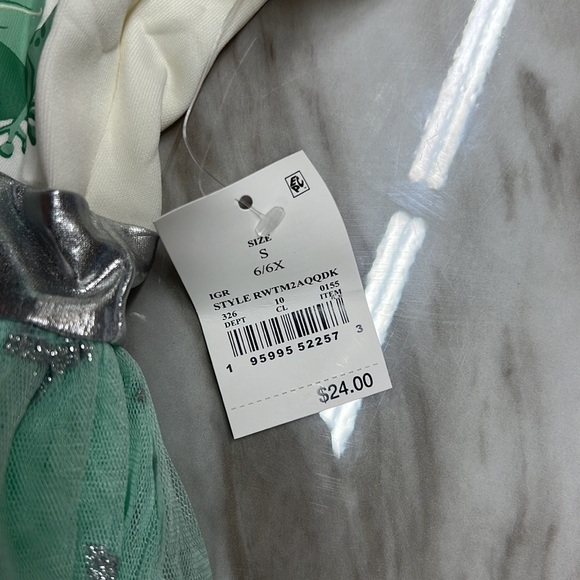 SIZE
S
6/6X
IGR
STYLE RWTM2AQQDK
326 10 0155
DEPT CL ITEM
1 95995 52257 3
$24.00